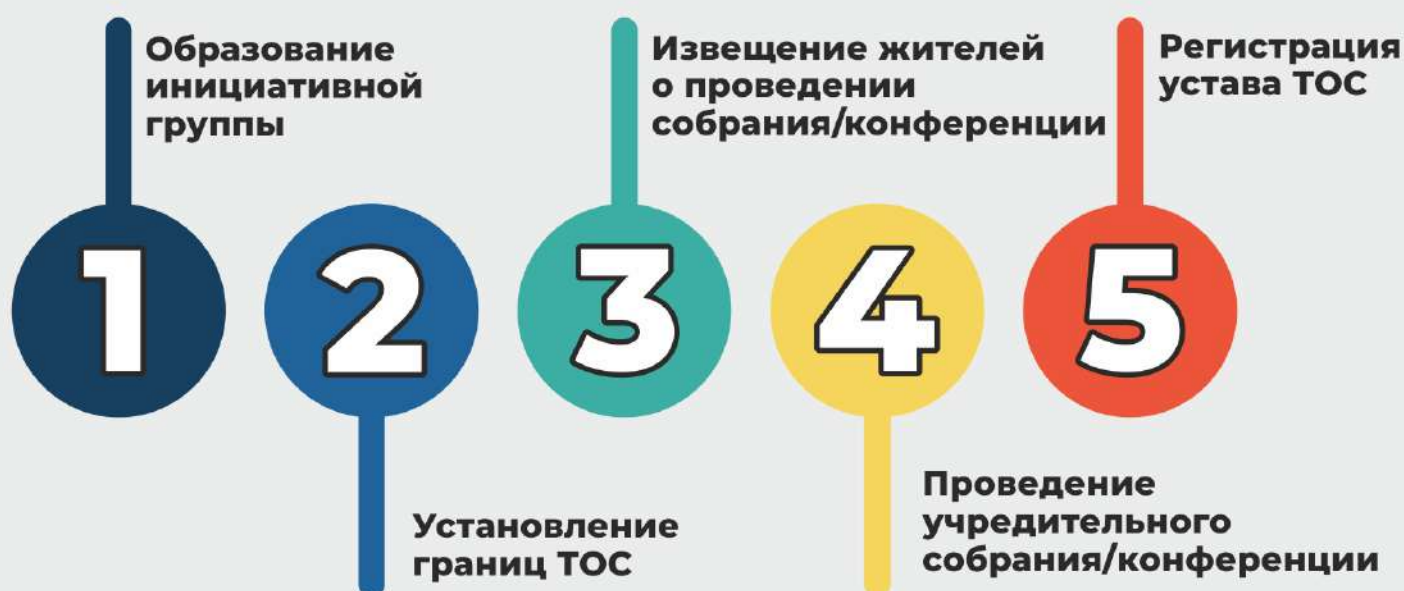 1
Образование
инициативной
группы
2
Установление
границ ТОС
3
Извещение жителей
о проведении
собрания/конференции
4
Проведение
учредительного
собрания/конференции
5
Регистрация
устава ТОС